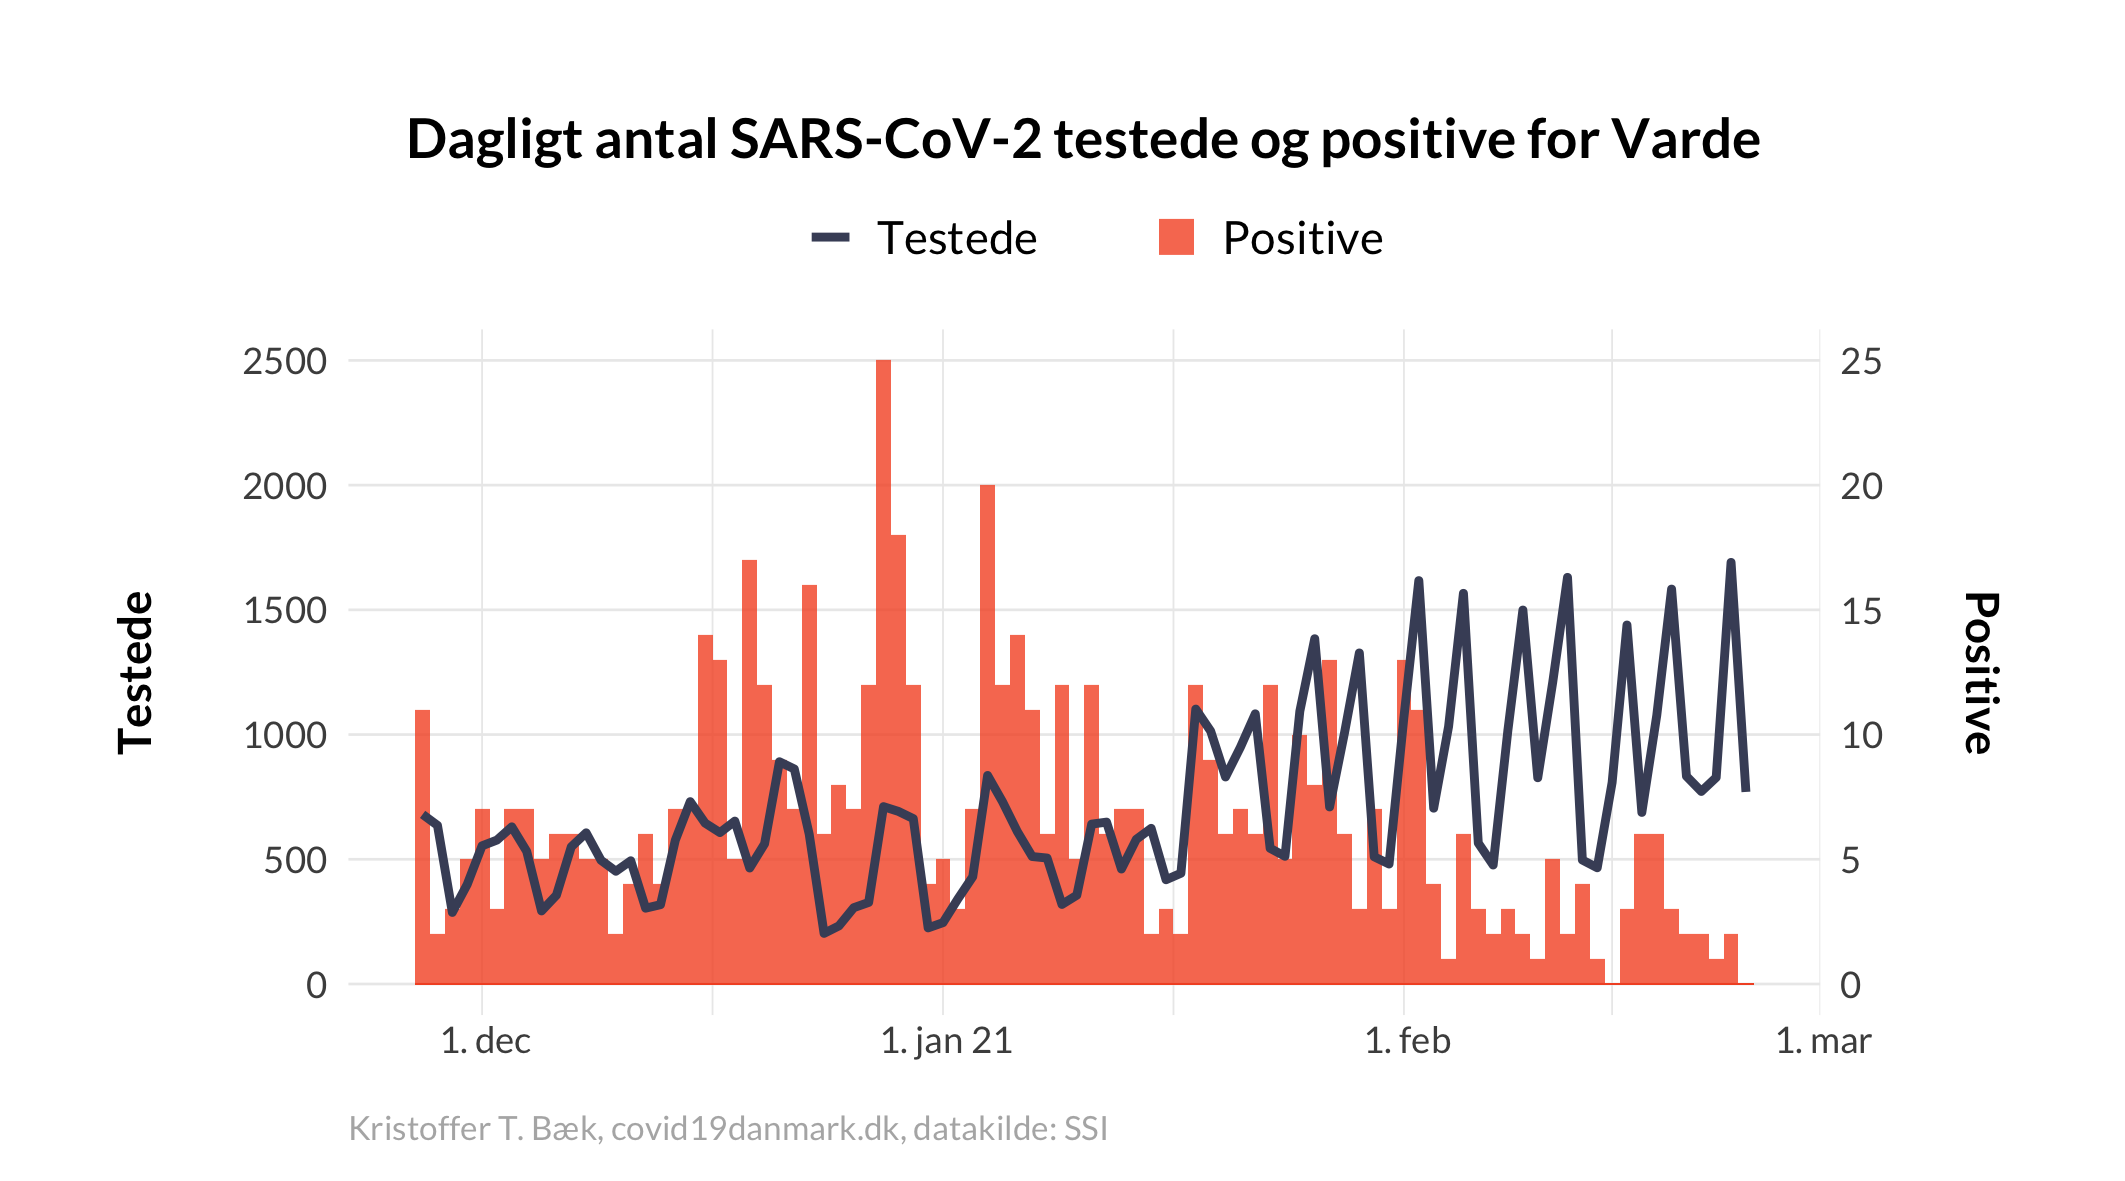 Dagligt antal SARS-CoV-2 testede og positive for Varde
Testede Positive
2500 25
2000 20
1500 15
1000 10
500 5
0 0
Testede
Positive
1. dec 1. jan 21 1. feb 1. mar
Kristoffer T. Bæk, covid19danmark.dk, datakilde: SSI